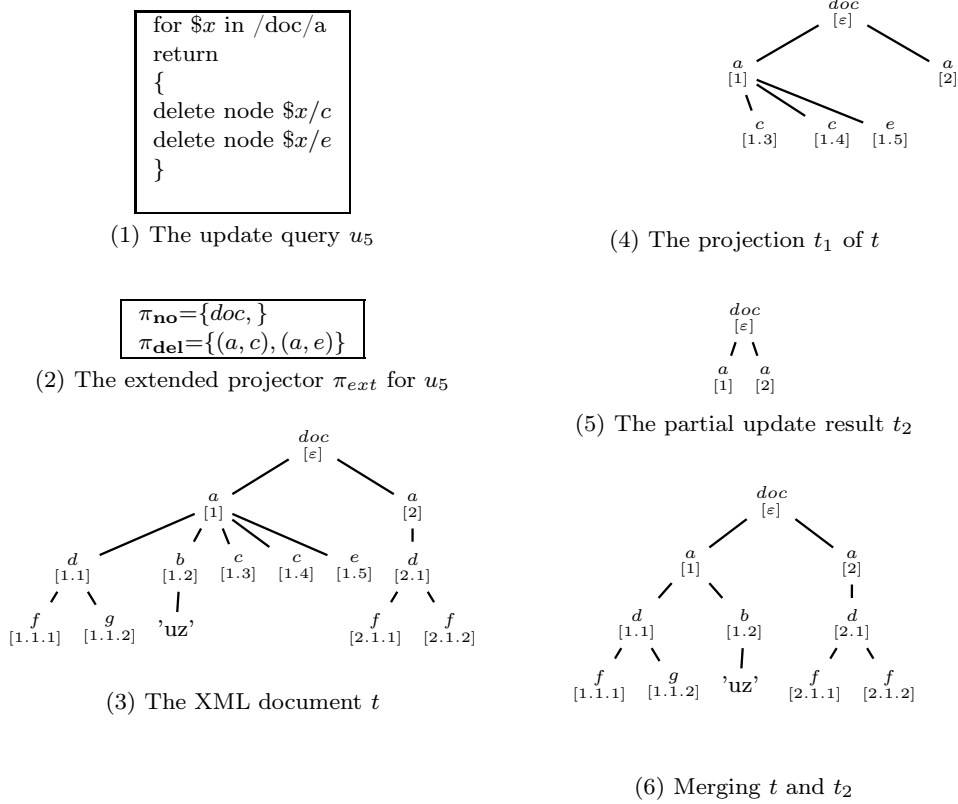 for $x in /doc/a
return
{
delete node $x/c
delete node $x/e
}
(1) The update query u5
πno={doc, }
πdel={(a, c), (a, e)}
(2) The extended projector πext for u5
doc
[ε]
a a
[1] [2]
d b c c e d
[1.1] [1.2] [1.3] [1.4] [1.5] [2.1]
f g 'uz' f f
[1.1.1] [1.1.2] [2.1.1] [2.1.2]
(3) The XML document t
doc
[ε]
a a
[1] [2]
c c e
[1.3] [1.4] [1.5]
(4) The projection t1 of t
doc
[ε]
a a
[1] [2]
(5) The partial update result t2
doc
[ε]
a a
[1] [2]
d b d
[1.1] [1.2] [2.1]
f g 'uz' f f
[1.1.1] [1.1.2] [2.1.1] [2.1.2]
(6) Merging t and t2